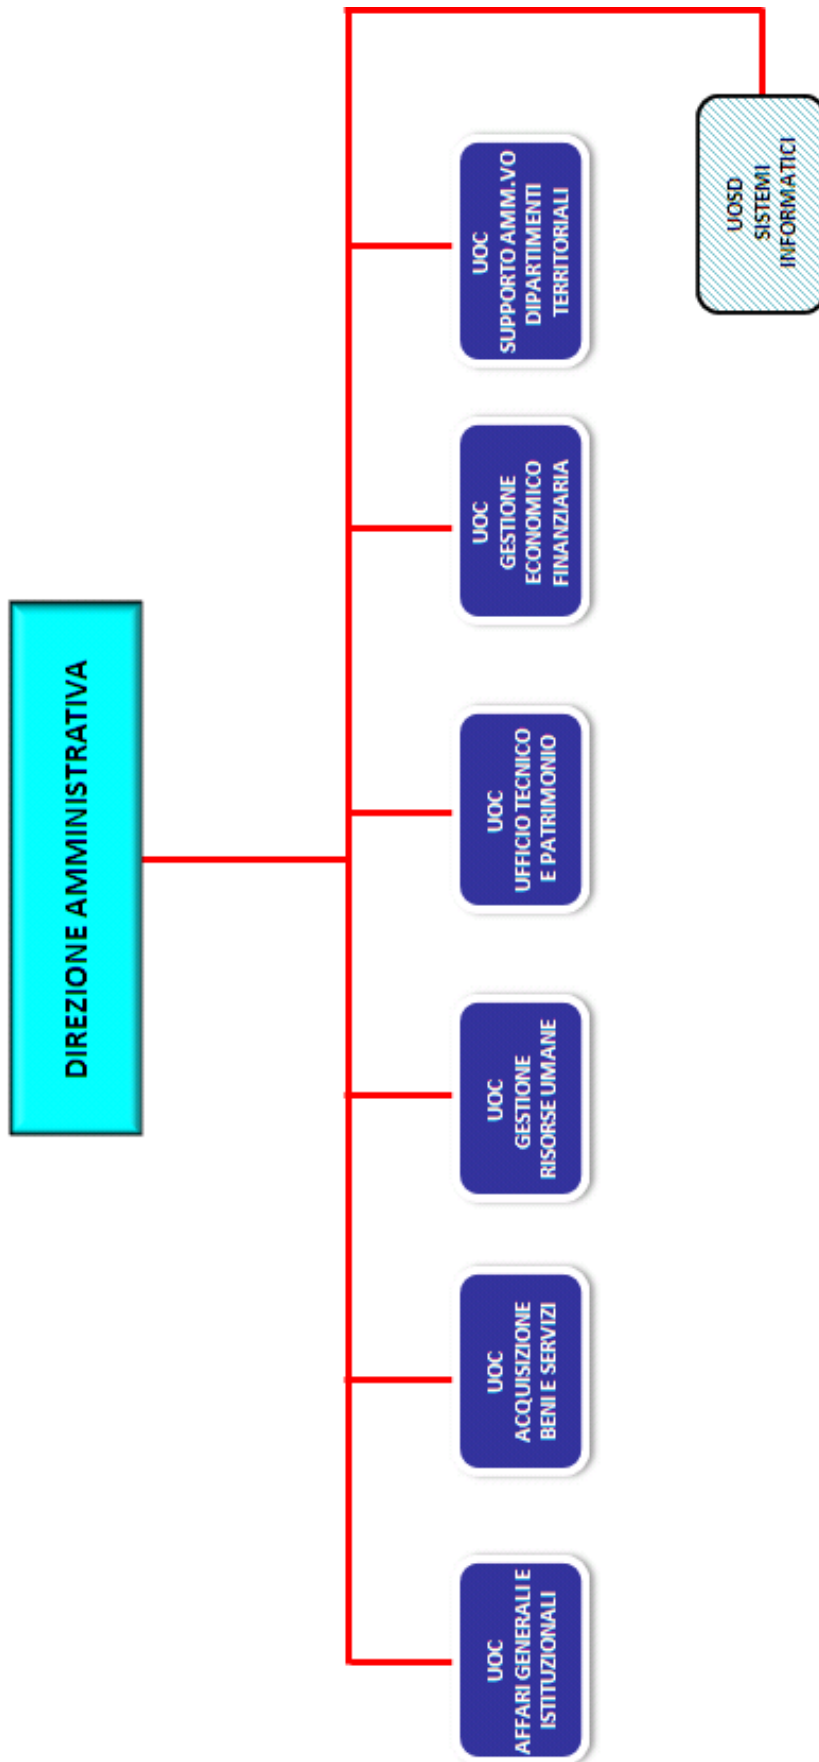 DIREZIONE AMMINISTRATIVA
UOC
AFFARI GENERALI E
ISTITUZIONALI
UOC
ACQUISIZIONE
BENI E SERVIZI
UOC
GESTIONE
RISORSE UMANE
UOC
UFFICIO TECNICO
E PATRIMONIO
UOC
GESTIONE
ECONOMICO
FINANZIARIA
UOC
SUPPORTO AMM.VO
DIPARTIMENTI
TERRITORIALI
UOSD
SISTEMI
INFORMATICI